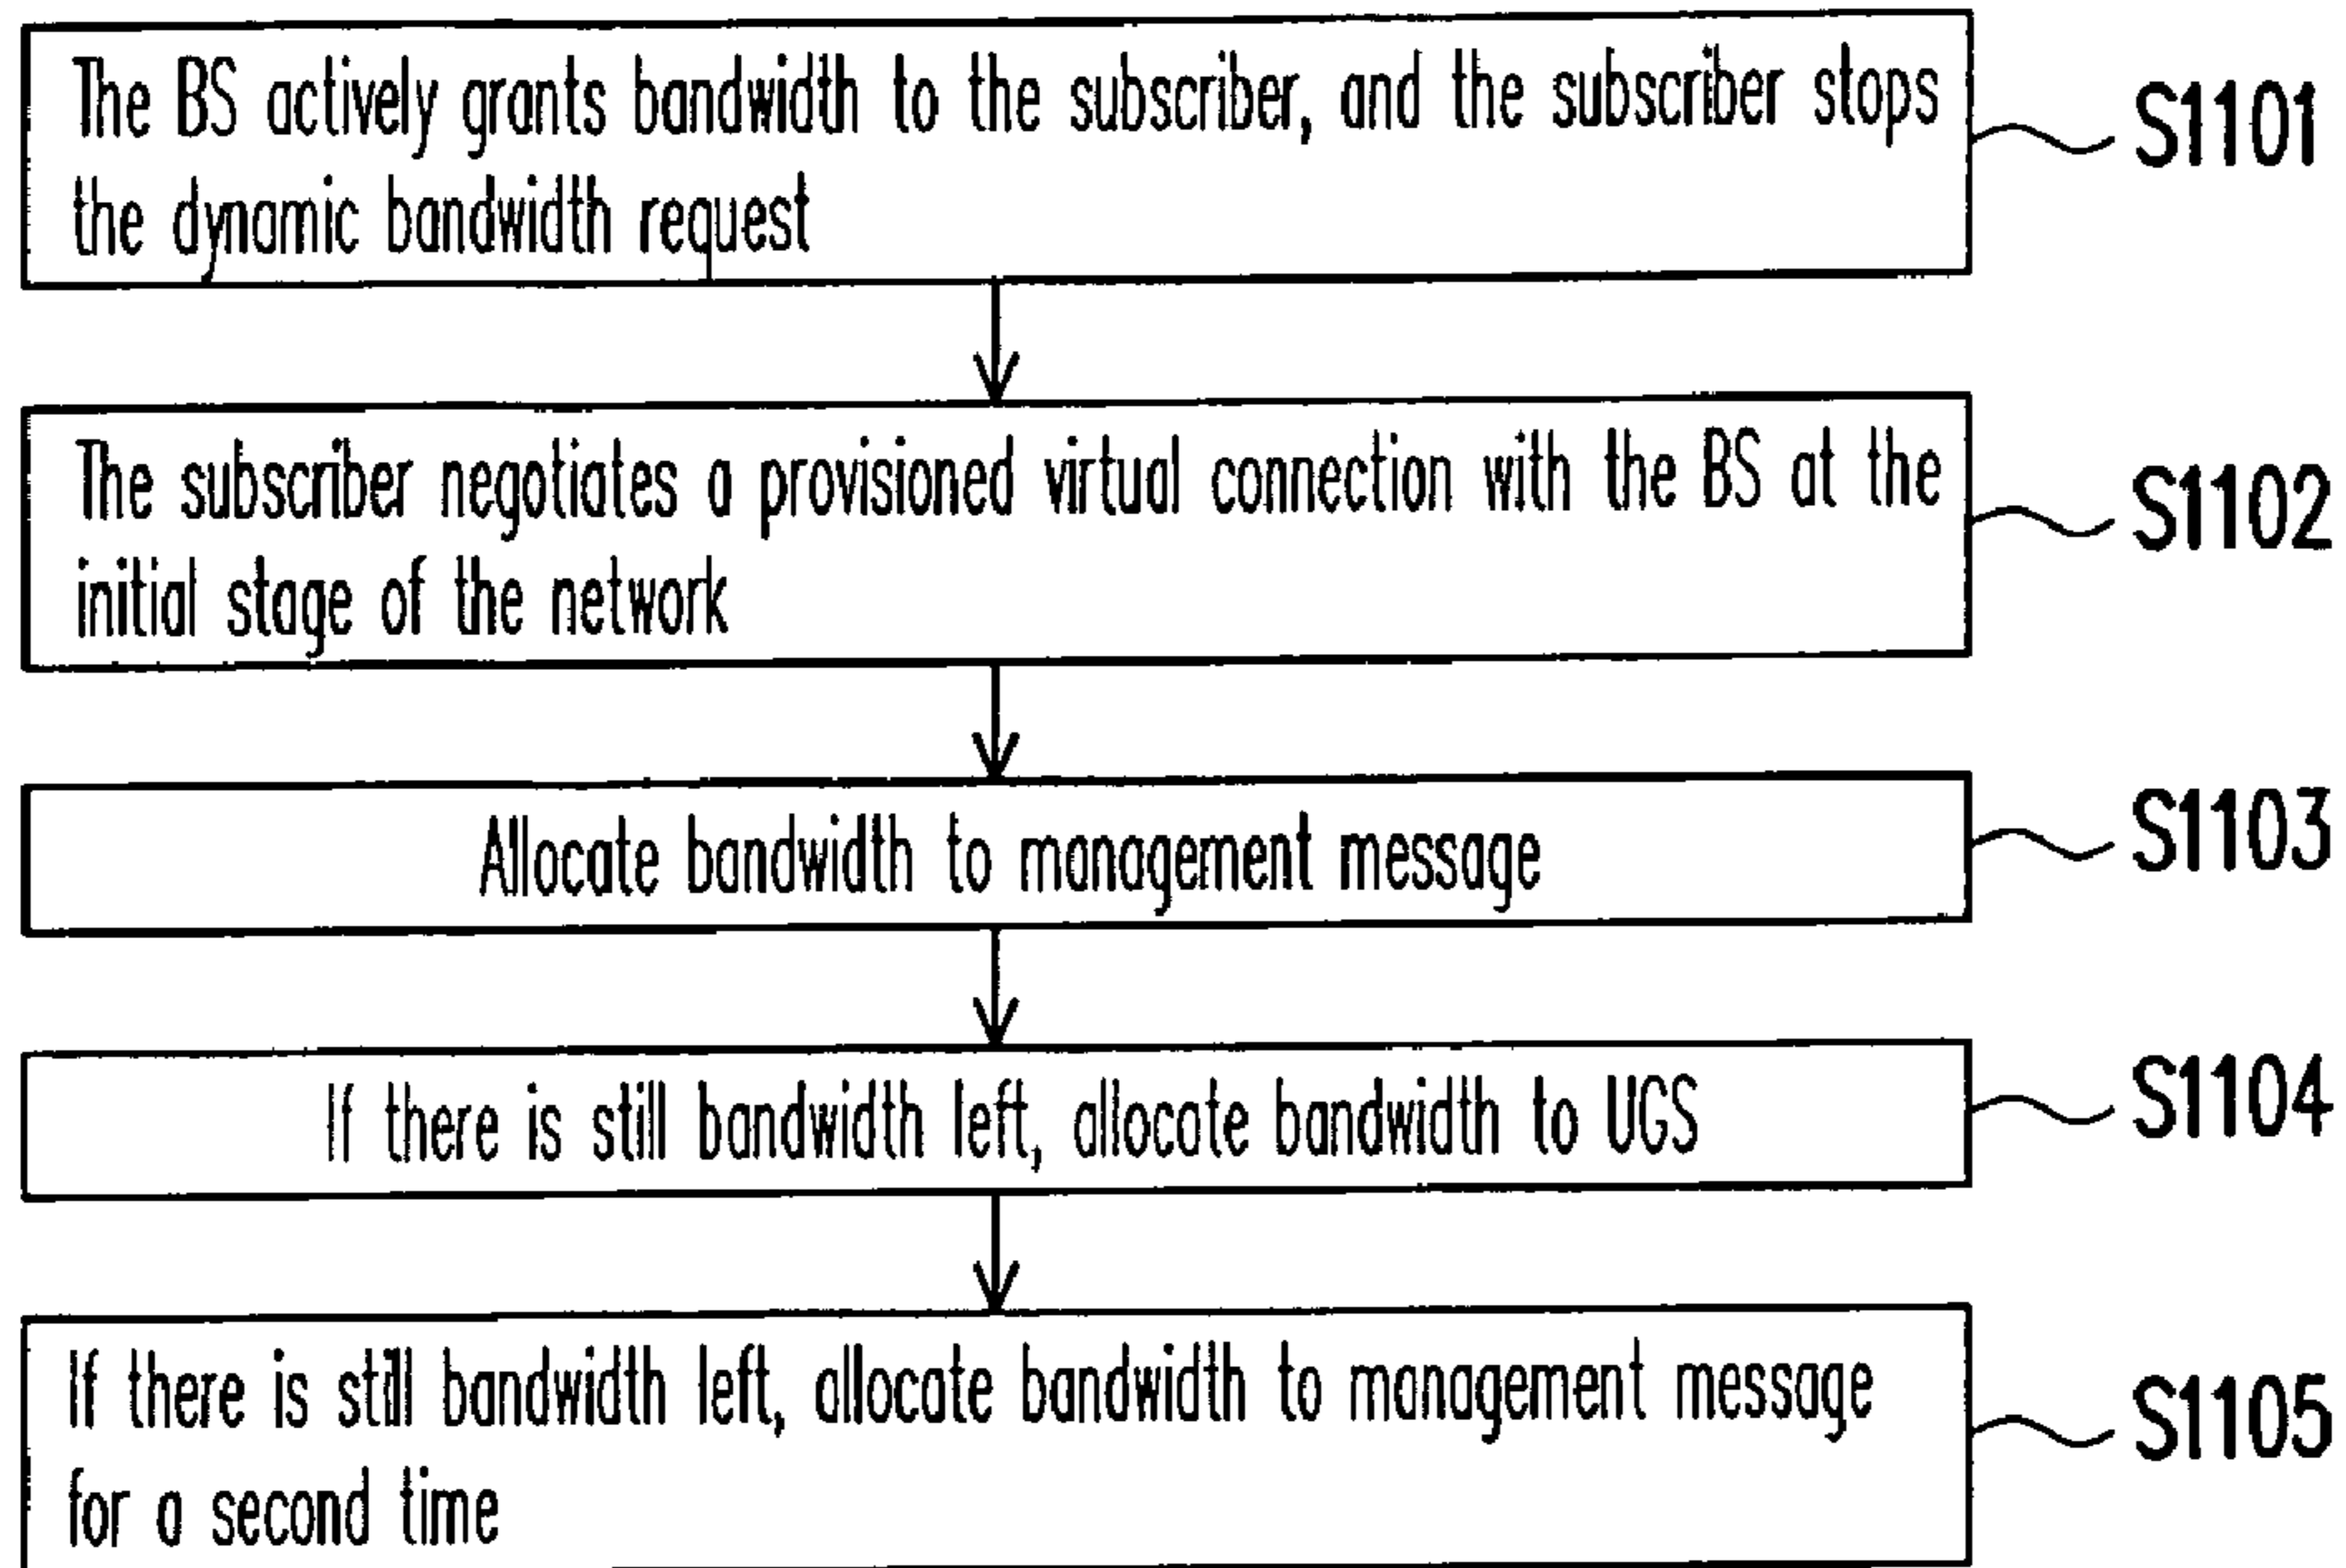 The BS actively grants bandwidth to the subscriber, and the subscriber stops
the dynamic bandwidth request
S1101
The subscriber negotiates a provisioned virtual connection with the BS at the
initial stage of the network
S1102
Allocate bandwidth to management message
S1103
If there is still bandwidth left, allocate bandwidth to UGS
S1104
If there is still bandwidth left, allocate bandwidth to management message
for a second time
S1105